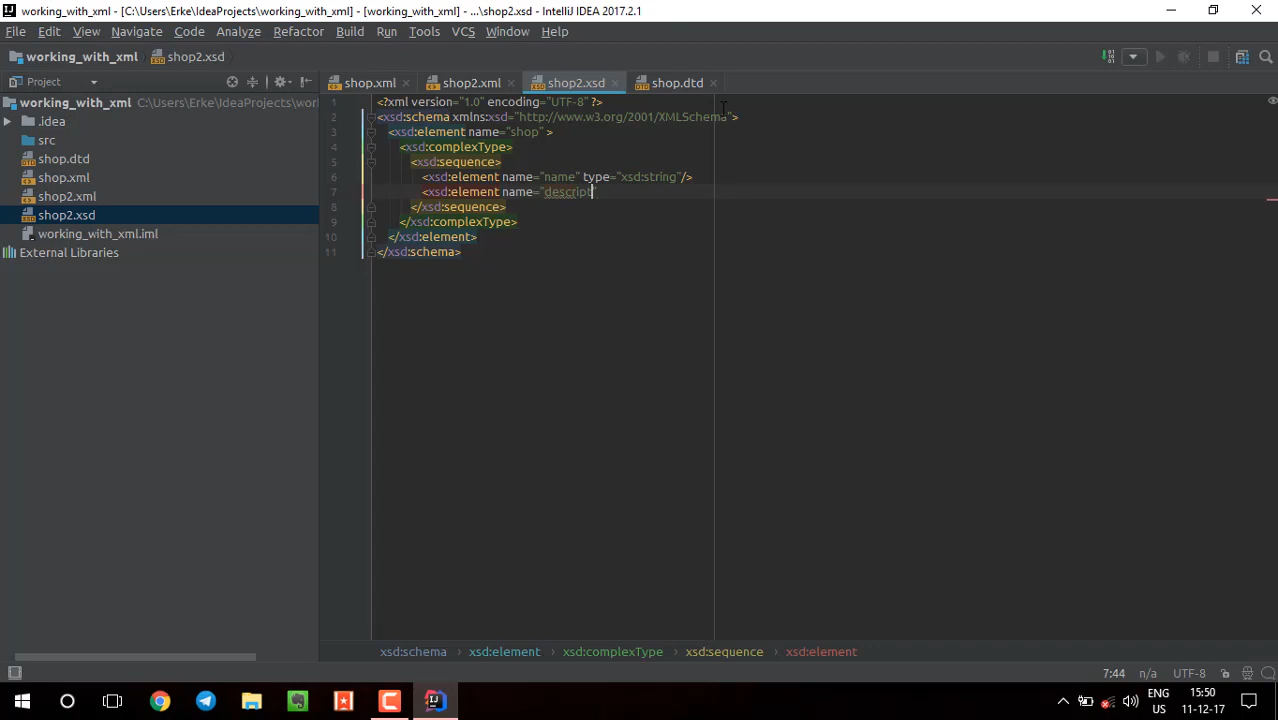 working_with_xml - [C:\Users\Erke\IdeaProjects\working_with_xml] - [working_with_xml] - ...\shop2.xsd - IntelliJ IDEA 2017.2.1
File Edit View Navigate Code Analyze Refactor Build Run Tools VCS Window Help
working_with_xml shop2.xsd
Project
shop.xml shop2.xml shop2.xsd shop.dtd
working_with_xml C:\Users\Erke\IdeaProjects\wor
.idea
src
shop.dtd
shop.xml
shop2.xml
shop2.xsd
working_with_xml.iml
External Libraries
1 <?xml version="1.0" encoding="UTF-8" ?>
2 <xsd:schema xmlns:xsd="http://www.w3.org/2001/XMLSchema">
3 <xsd:element name="shop" >
4 <xsd:complexType>
5 <xsd:sequence>
6 <xsd:element name="name" type="xsd:string"/>
7 <xsd:element name="descript"
8 </xsd:sequence>
9 </xsd:complexType>
10 </xsd:element>
11 </xsd:schema>
xsd:schema xsd:element xsd:complexType xsd:sequence xsd:element
7:44 n/a UTF-8
ENG 15:50
US 11-12-17